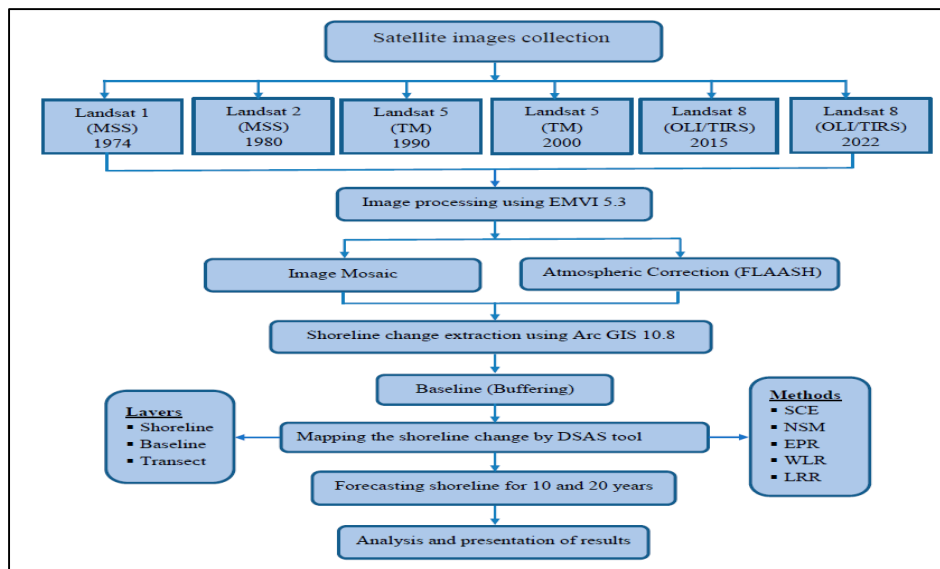 Satellite images collection
Landsat 1
(MSS)
1974
Landsat 2
(MSS)
1980
Landsat 5
(TM)
1990
Landsat 5
(TM)
2000
Landsat 8
(OLI/TIRS)
2015
Landsat 8
(OLI/TIRS)
2022
Image processing using EMVI 5.3
Image Mosaic
Atmospheric Correction (FLAASH)
Shoreline change extraction using Arc GIS 10.8
Baseline (Buffering)
Layers
▪ Shoreline
▪ Baseline
▪ Transect
Mapping the shoreline change by DSAS tool
Methods
▪ SCE
▪ NSM
▪ EPR
▪ WLR
▪ LRR
Forecasting shoreline for 10 and 20 years
Analysis and presentation of results